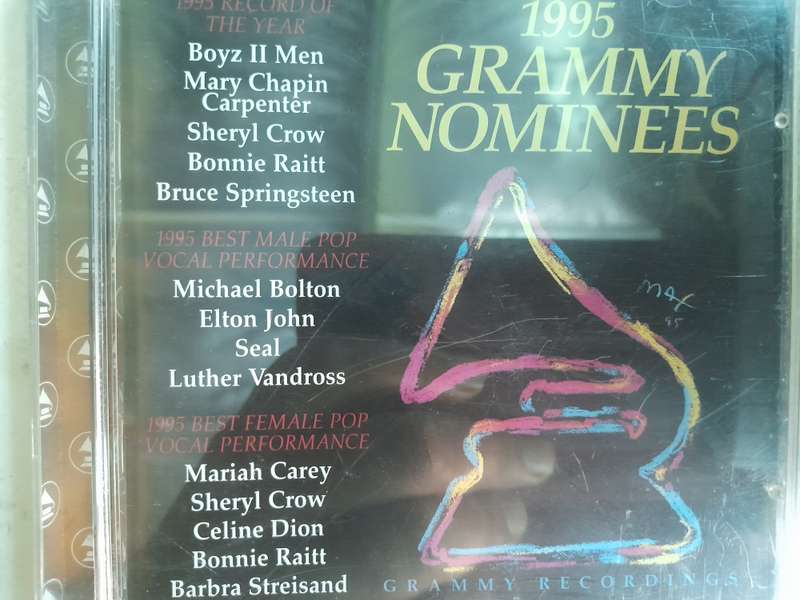 1995 RECORD OF
THE YEAR
Boyz II Men
Mary Chapin
Carpenter
Sheryl Crow
Bonnie Raitt
Bruce Springsteen
1995 BEST MALE POP
VOCAL PERFORMANCE
Michael Bolton
Elton John
Seal
Luther Vandross
1995 BEST FEMALE POP
VOCAL PERFORMANCE
Mariah Carey
Sheryl Crow
Celine Dion
Bonnie Raitt
Barbra Streisand
1995
GRAMMY
NOMINEES
MAX
95
GRAMMY RECORDINGS